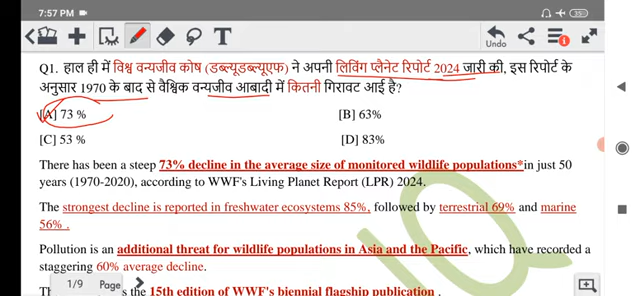 7:57 PM
35
Undo
Q1. हाल ही में विश्व वन्यजीव कोष (डब्ल्यूडब्ल्यूएफ) ने अपनी लिविंग प्लैनेट रिपोर्ट 2024 जारी की, इस रिपोर्ट के
अनुसार 1970 के बाद से वैश्विक वन्यजीव आबादी में कितनी गिरावट आई है?
[A] 73 %
[B] 63%
[C] 53 %
[D] 83%
There has been a steep 73% decline in the average size of monitored wildlife populations* in just 50
years (1970-2020), according to WWF's Living Planet Report (LPR) 2024.
The strongest decline is reported in freshwater ecosystems 85%, followed by terrestrial 69% and marine
56% .
Pollution is an additional threat for wildlife populations in Asia and the Pacific, which have recorded a
staggering 60% average decline.
1/9 Page
the 15th edition of WWF's biennial flagship publication .